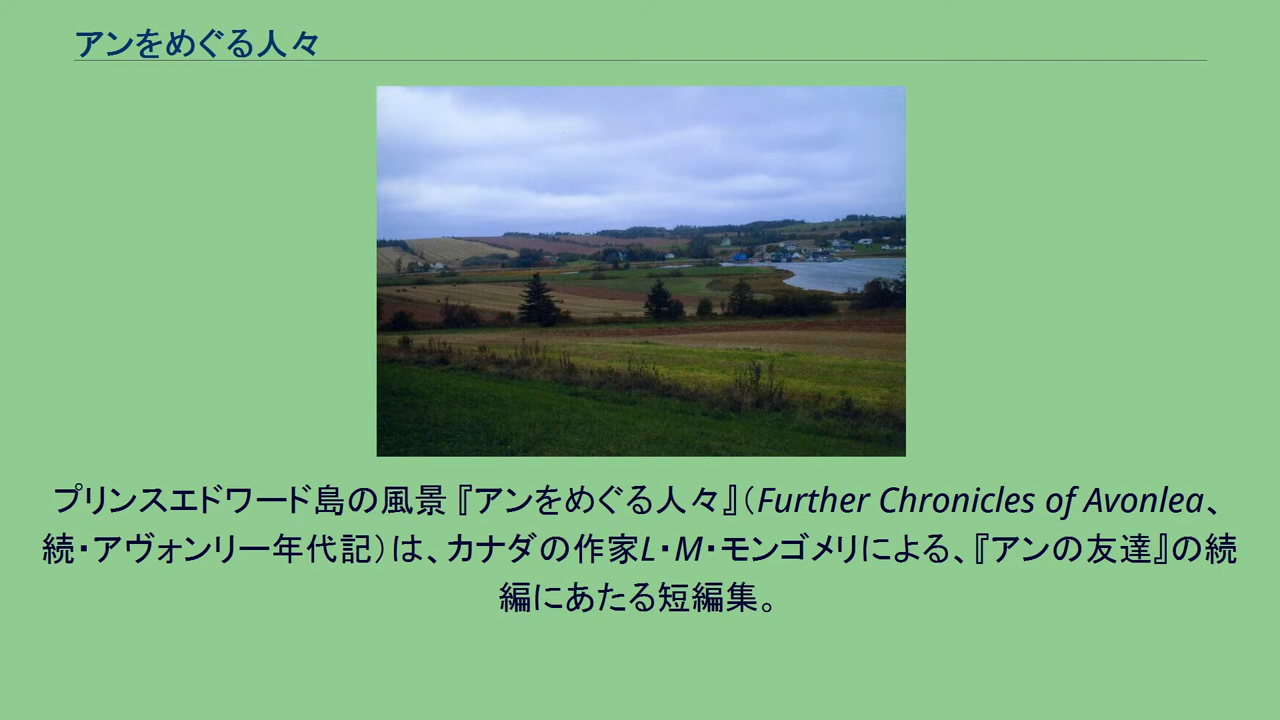 アンをめぐる人々
プリンスエドワード島の風景『アンをめぐる人々』（Further Chronicles of Avonlea、
続・アヴォンリー年代記）は、カナダの作家L・M・モンゴメリによる、『アンの友達』の続
編にあたる短編集。